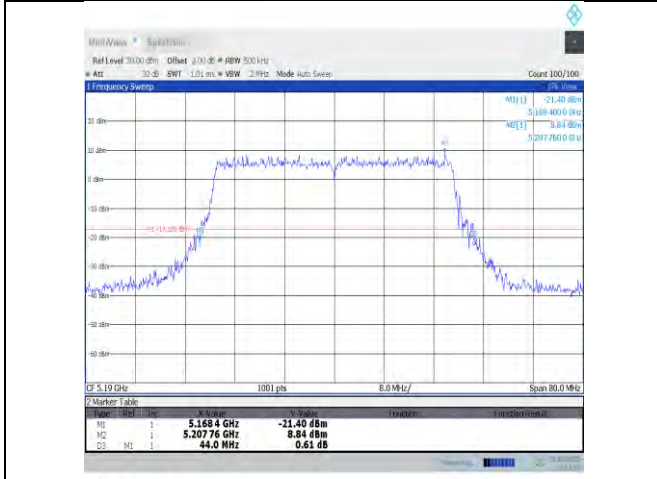 MultiView Spectrum
Ref Level 30.00 dBm Offset 2.00 dB RBW 500 kHz
Att 30 dB SWT 1.01 ms VBW 2 MHz Mode Auto Sweep Count 100/100
1 Frequency Sweep
M1[1] -21.40 dBm
5.168400 0 GHz
M2[1] 8.84 dBm
5.207760 0 GHz
20 dBm
10 dBm
0 dBm
-10 dBm
-20 dBm
-30 dBm
-40 dBm
-50 dBm
-60 dBm
CF 5.19 GHz 1001 pts 8.0 MHz/ Span 80.0 MHz
2 Marker Table
Type Ref Trc X-Value Y-Value Function Function Result
M1 1 5.168 4 GHz -21.40 dBm
M2 1 5.207 76 GHz 8.84 dBm
D3 M1 1 44.0 MHz 0.61 dB